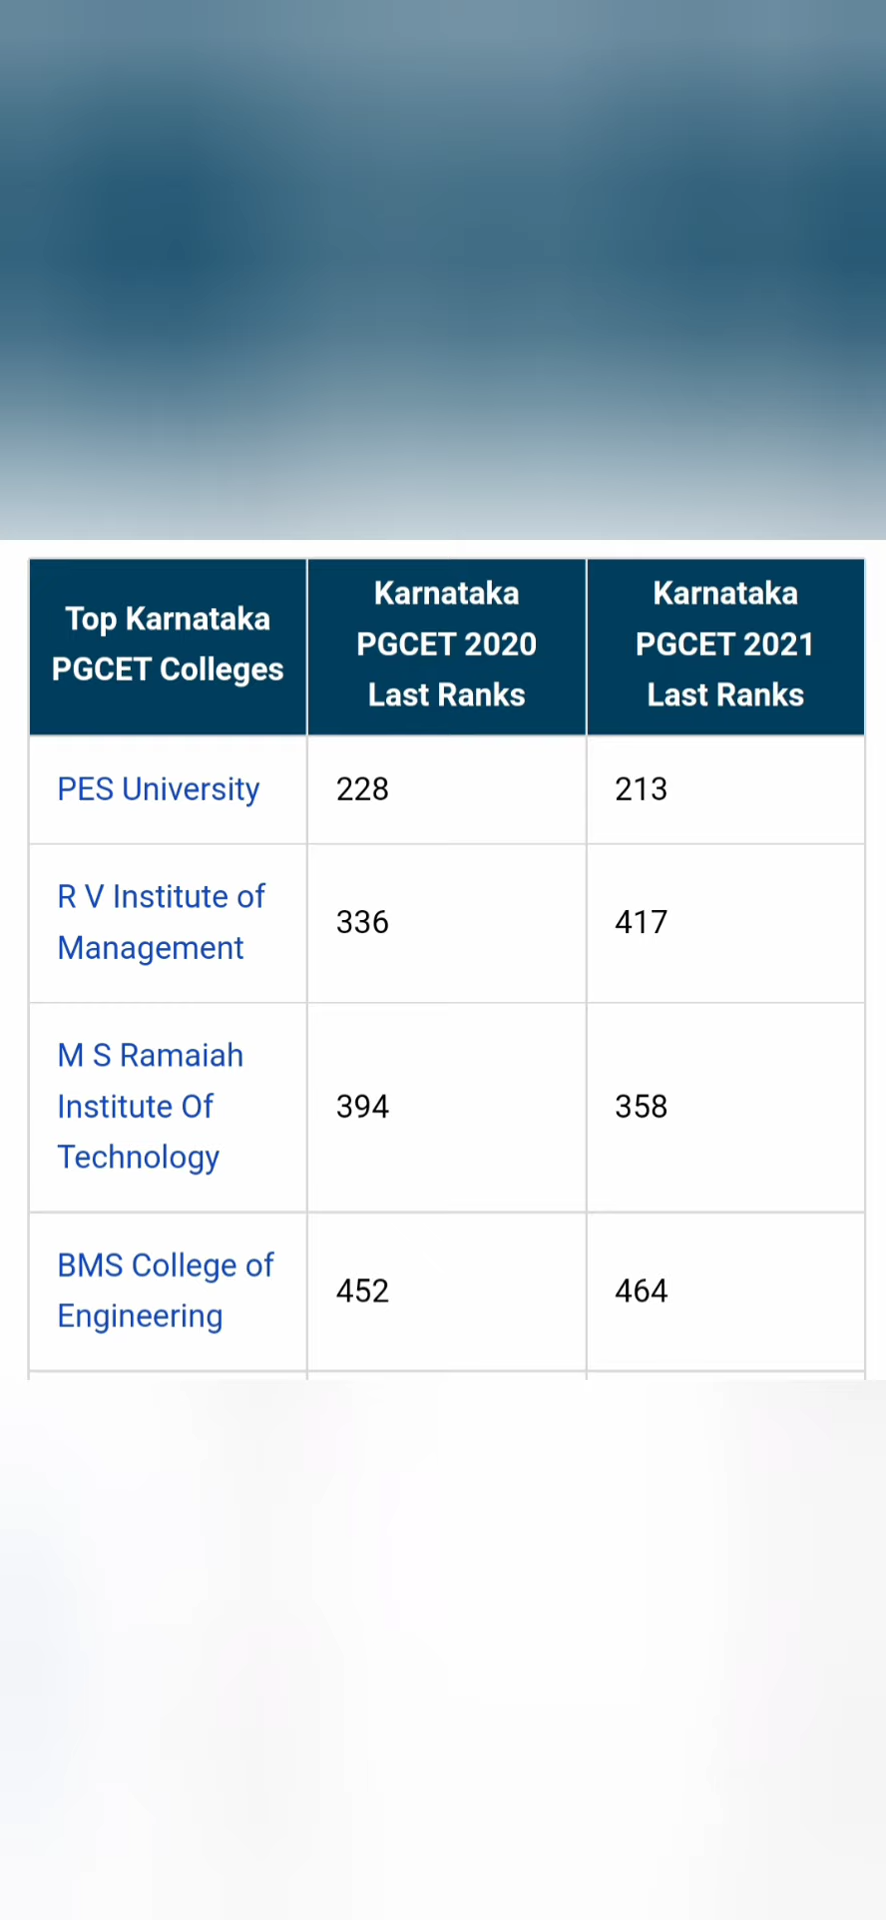 Top Karnataka
PGCET Colleges
Karnataka
PGCET 2020
Last Ranks
Karnataka
PGCET 2021
Last Ranks
PES University
228
213
R V Institute of
Management
336
417
M S Ramaiah
Institute Of
Technology
394
358
BMS College of
Engineering
452
464